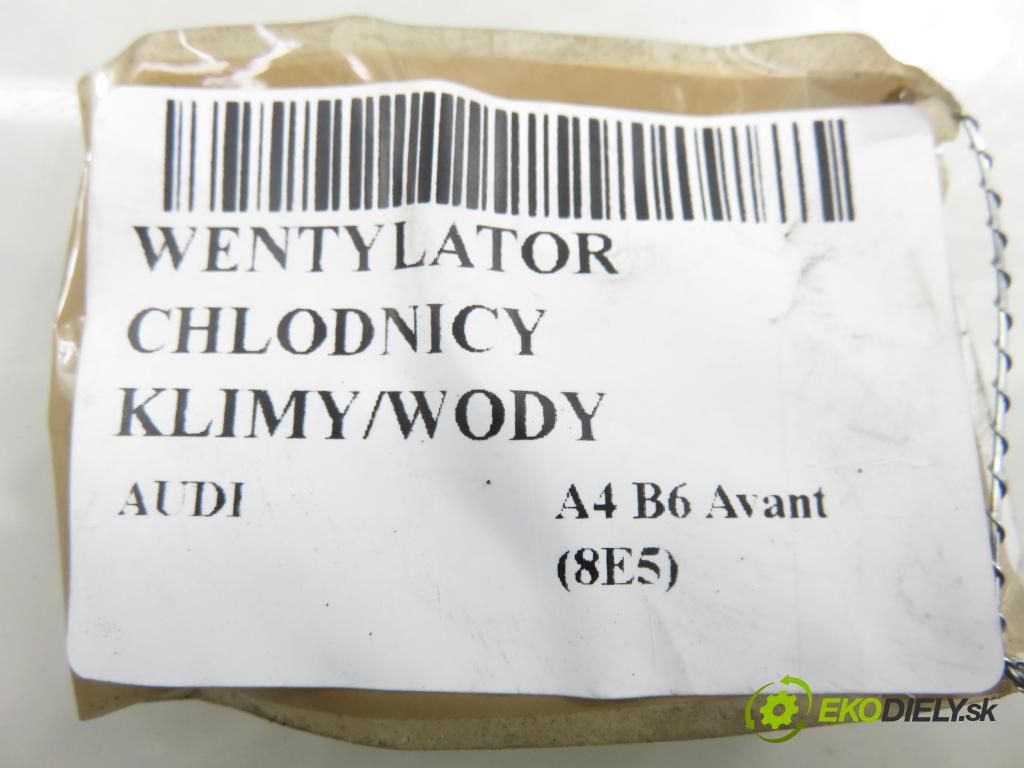 WENTYLATOR
CHLODNICY
KLIMY/WODY
AUDI A4 B6 Avant
(8E5)
EKODIELY.sk